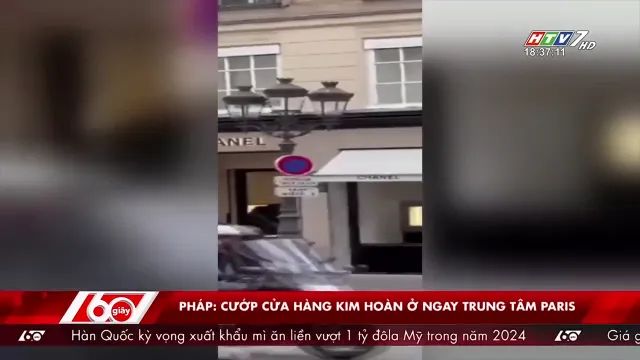 HTV7 HD
18:37:11
CHANEL
CHANEL
60 giây
PHÁP: CƯỚP CỬA HÀNG KIM HOÀN Ở NGAY TRUNG TÂM PARIS
60 Hàn Quốc kỳ vọng xuất khẩu mì ăn liền vượt 1 tỷ đôla Mỹ trong năm 2024 60 Giá